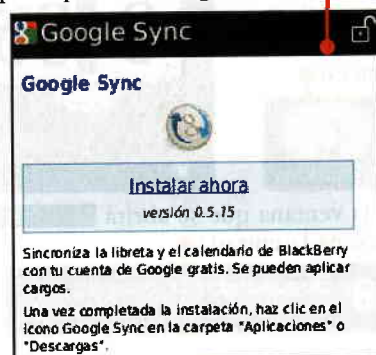 Google Sync
Google Sync
Instalar ahora
versión 0.5.15
Sincroniza la libreta y el calendario de BlackBerry
con tu cuenta de Google gratis. Se pueden aplicar
cargos.
Una vez completada la instalación, haz clic en el
icono Google Sync en la carpeta "Aplicaciones" o
"Descargas".